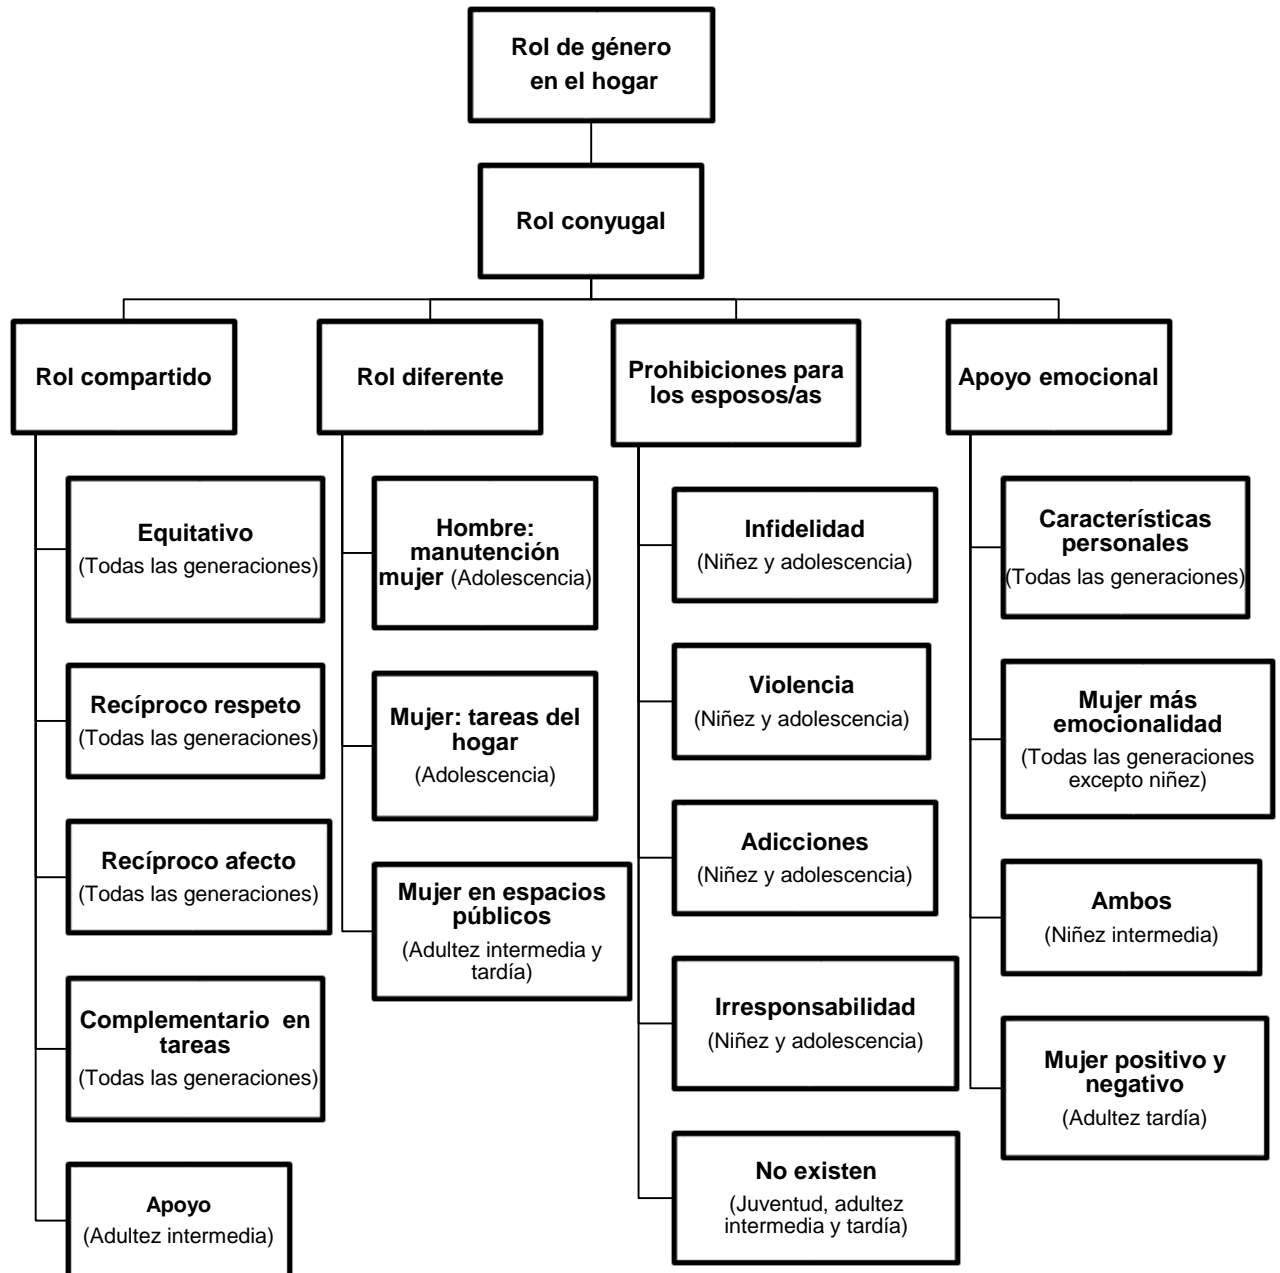 Rol de género
en el hogar
Rol conyugal
Rol compartido
Rol diferente
Prohibiciones para
los esposos/as
Apoyo emocional
Equitativo
(Todas las generaciones)
Recíproco respeto
(Todas las generaciones)
Recíproco afecto
(Todas las generaciones)
Complementario en
tareas
(Todas las generaciones)
Apoyo
(Adultez intermedia)
Hombre:
manutención
mujer (Adolescencia)
Mujer: tareas del
hogar
(Adolescencia)
Mujer en espacios
públicos
(Adultez intermedia y
tardía)
Infidelidad
(Niñez y adolescencia)
Violencia
(Niñez y adolescencia)
Adicciones
(Niñez y adolescencia)
Irresponsabilidad
(Niñez y adolescencia)
No existen
(Juventud, adultez
intermedia y tardía)
Características
personales
(Todas las generaciones)
Mujer más
emocionalidad
(Todas las generaciones
excepto niñez)
Ambos
(Niñez intermedia)
Mujer positivo y
negativo
(Adultez tardía)